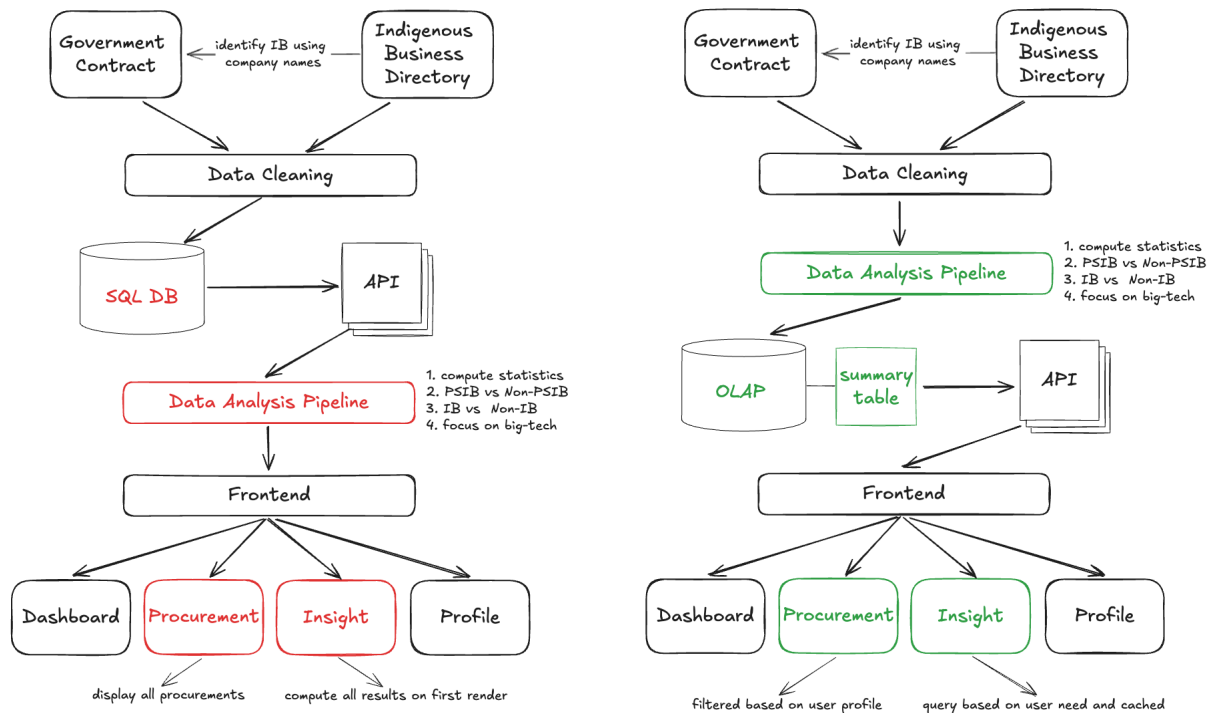 Government
Contract
identify IB using
company names
Indigenous
Business
Directory
Data Cleaning
SQL DB
API
Data Analysis Pipeline
1. compute statistics
2. PSIB vs Non-PSIB
3. IB vs Non-IB
4. focus on big-tech
Frontend
Dashboard
Procurement
Insight
Profile
display all procurements
compute all results on first render
Government
Contract
identify IB using
company names
Indigenous
Business
Directory
Data Cleaning
Data Analysis Pipeline
1. compute statistics
2. PSIB vs Non-PSIB
3. IB vs Non-IB
4. focus on big-tech
OLAP
summary
table
API
Frontend
Dashboard
Procurement
Insight
Profile
filtered based on user profile
query based on user need and cached